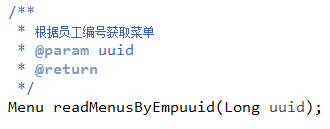 /**
 * 根据员工编号获取菜单
 * @param uuid
 * @return
 */
Menu readMenusByEmpuuid(Long uuid);